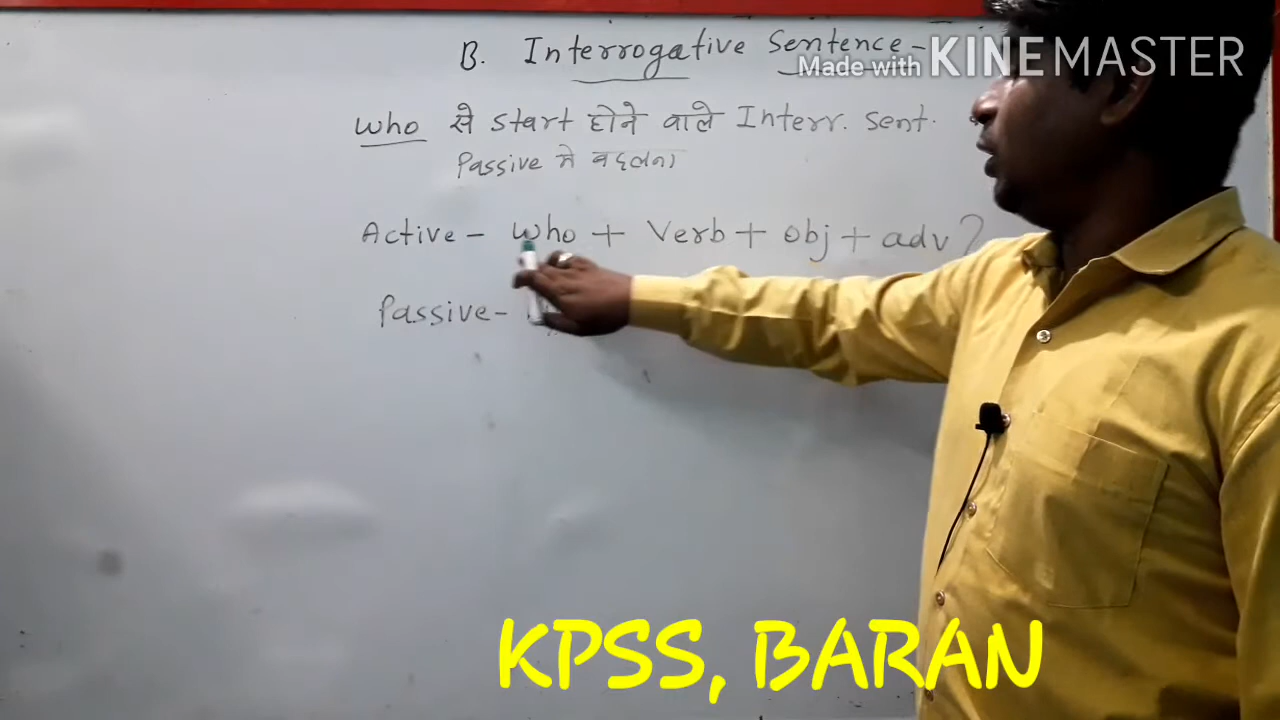 B. Interrogative Sentence-
Made with KINEMASTER
Who से start होने वाले Interr. Sent.
Passive मे बदलना
Active - Who + Verb + obj + adv?
Passive-
KPSS, BARAN